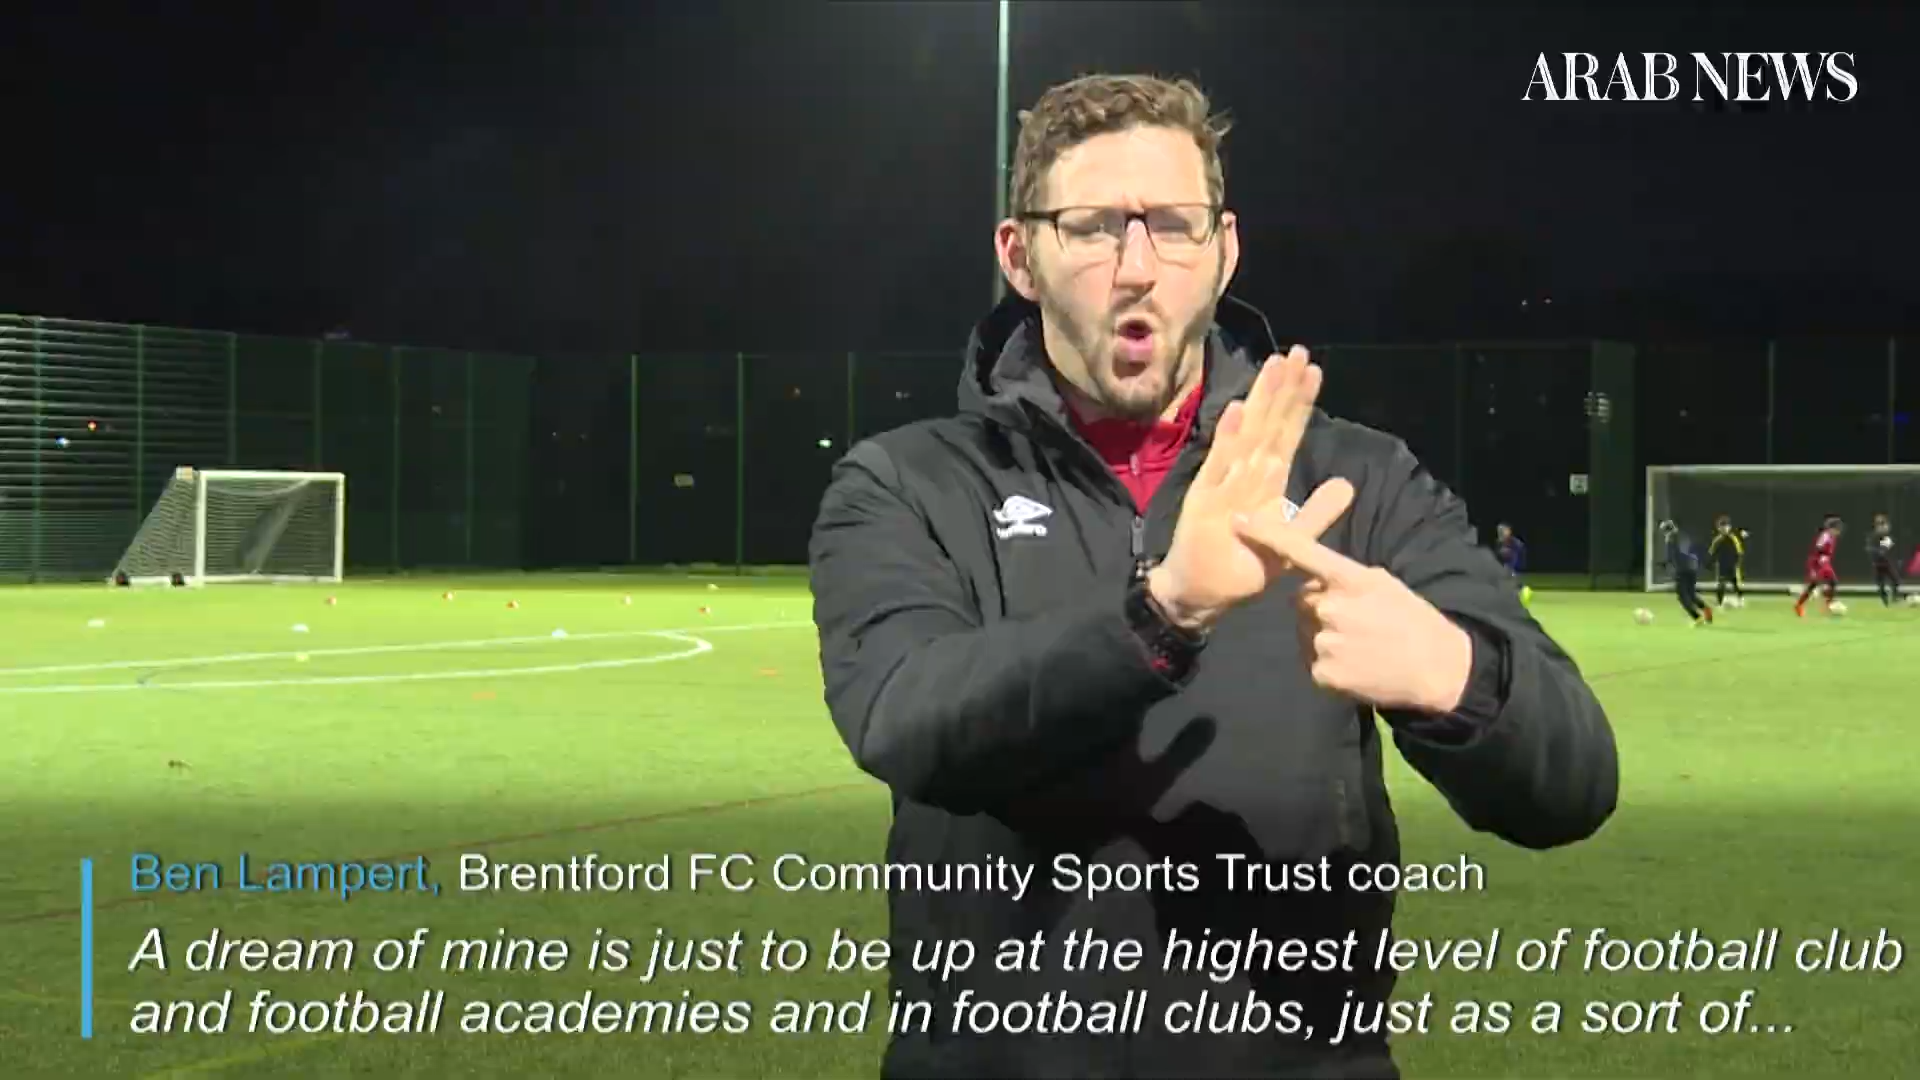 ARAB NEWS
umbro
Ben Lampert, Brentford FC Community Sports Trust coach
A dream of mine is just to be up at the highest level of football club
and football academies and in football clubs, just as a sort of...